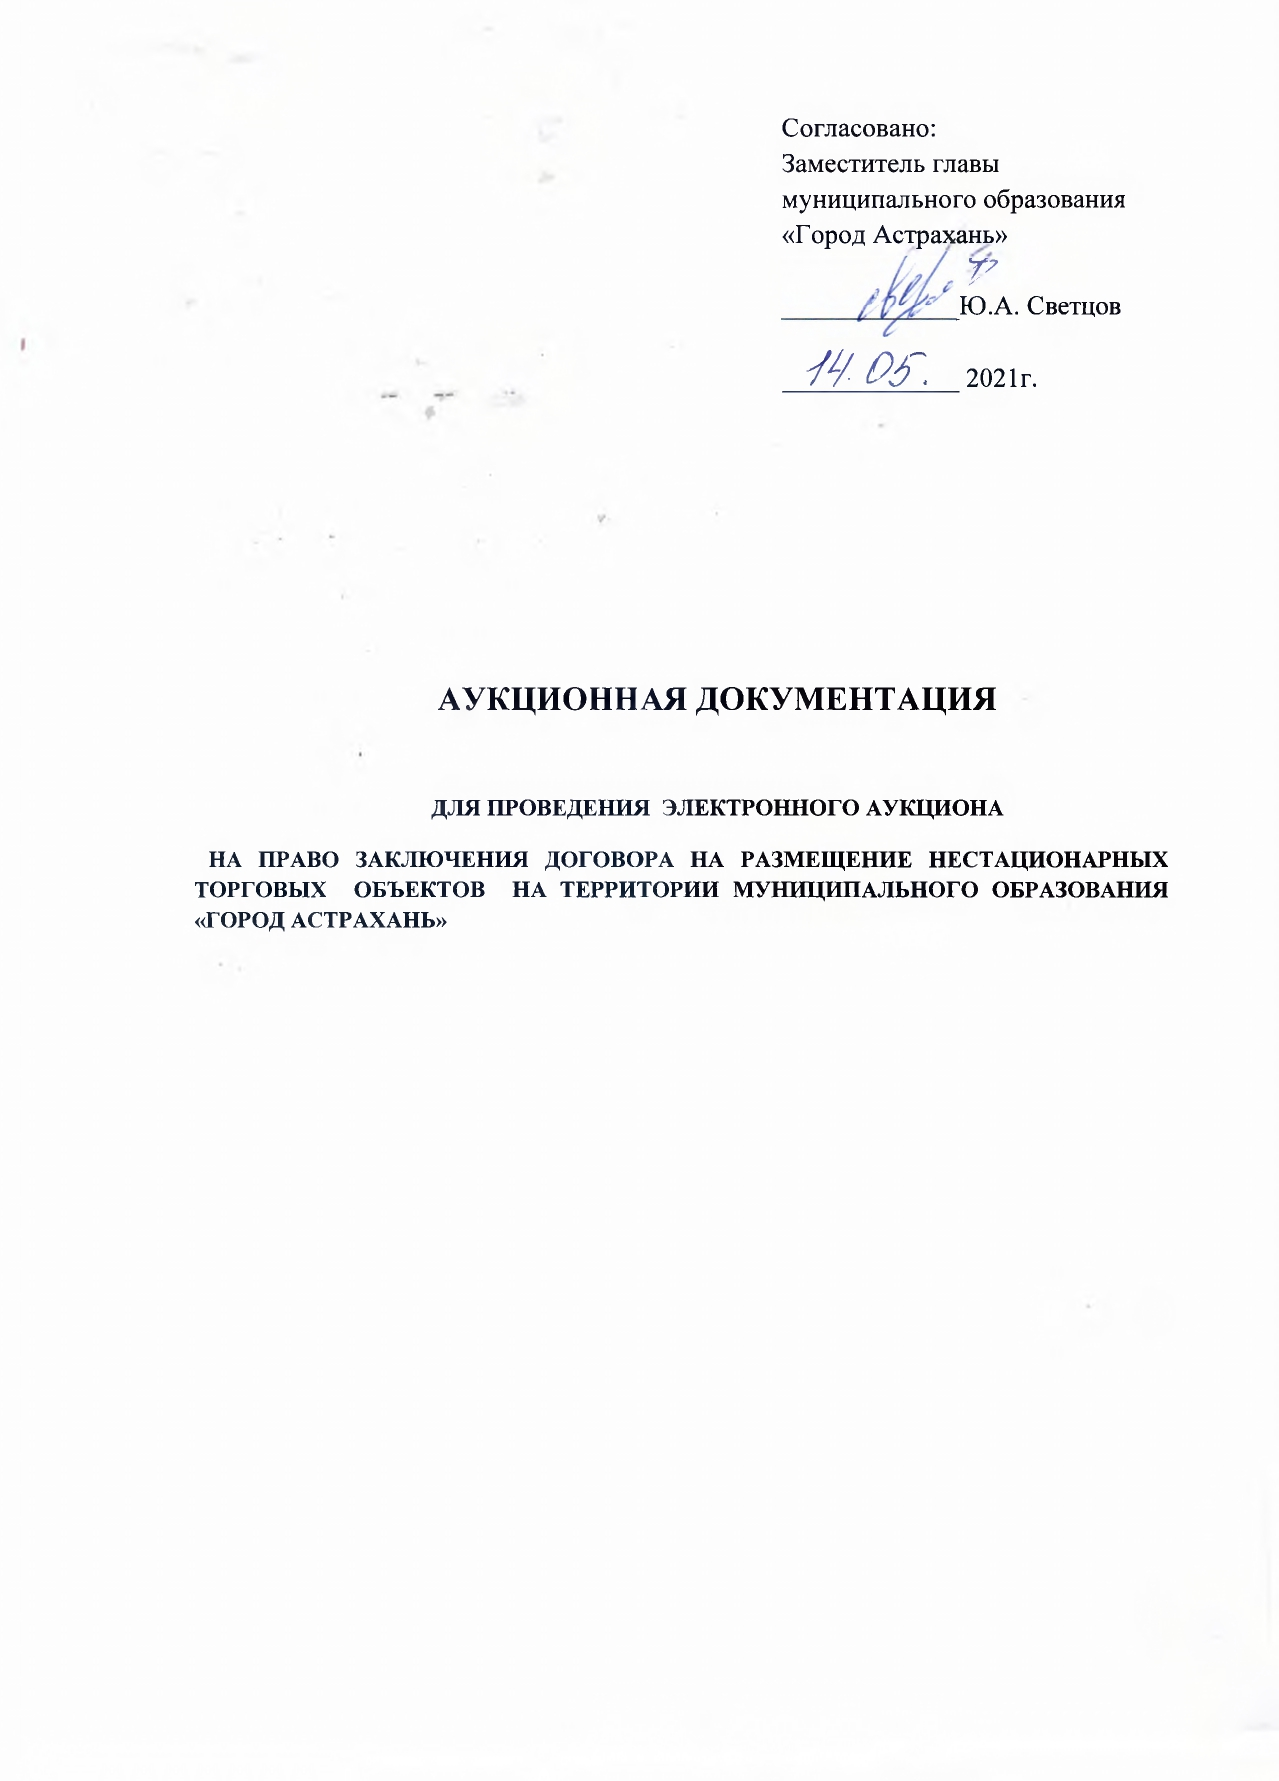 Согласовано:
Заместитель главы
муниципального образования
«Город Астрахань»
Ю.А. Светцов
14.05. 2021г.
АУКЦИОННАЯ ДОКУМЕНТАЦИЯ
ДЛЯ ПРОВЕДЕНИЯ ЭЛЕКТРОННОГО АУКЦИОНА
НА ПРАВО ЗАКЛЮЧЕНИЯ ДОГОВОРА НА РАЗМЕЩЕНИЕ НЕСТАЦИОНАРНЫХ
ТОРГОВЫХ ОБЪЕКТОВ НА ТЕРРИТОРИИ МУНИЦИПАЛЬНОГО ОБРАЗОВАНИЯ
«ГОРОД АСТРАХАНЬ»